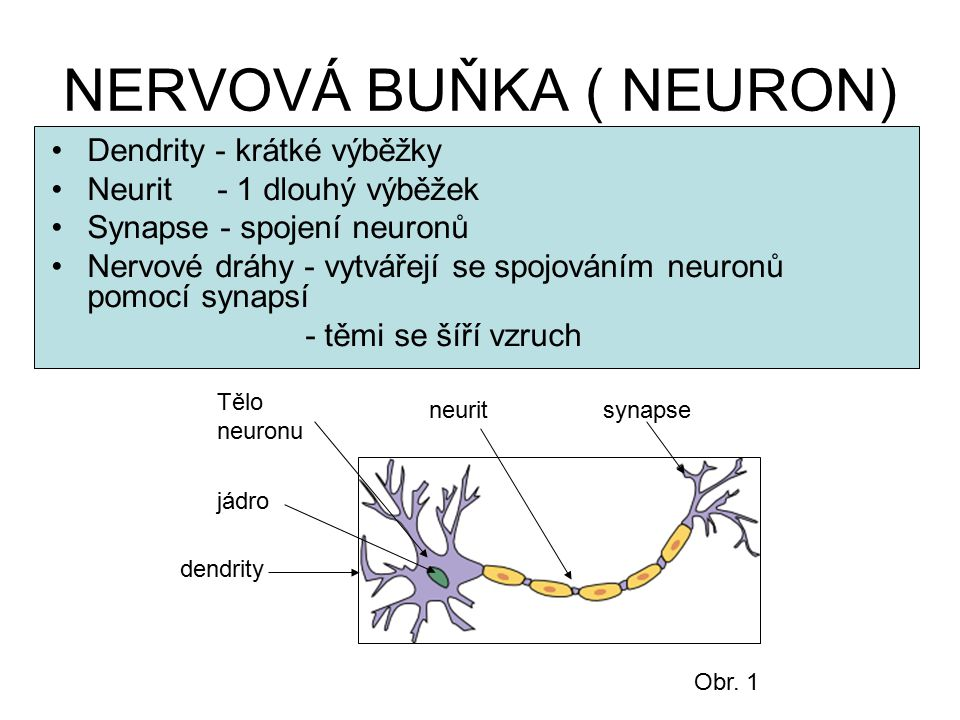 NERVOVÁ BUŇKA ( NEURON)
• Dendrity - krátké výběžky
• Neurit - 1 dlouhý výběžek
• Synapse - spojení neuronů
• Nervové dráhy - vytvářejí se spojováním neuronů
pomocí synapsí
- těmi se šíří vzruch
Tělo
neuronu
neurit
synapse
jádro
dendrity
Obr. 1